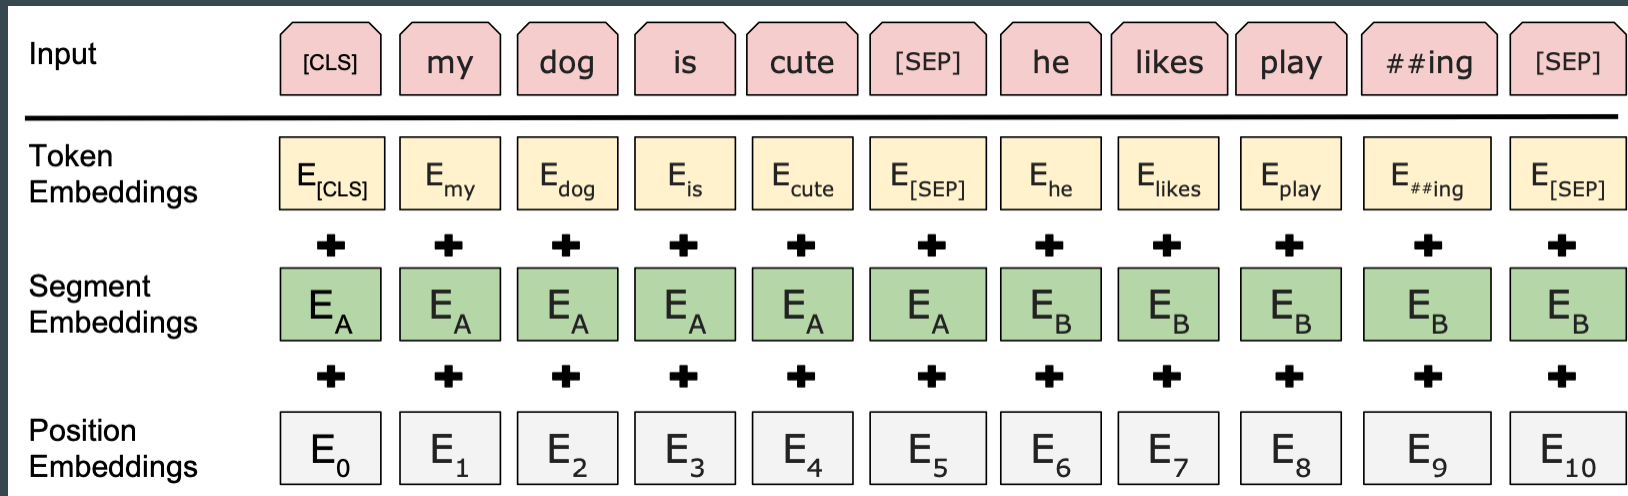 Input [CLS] my dog is cute [SEP] he likes play ##ing [SEP]
Token
Embeddings E[CLS] Emy Edog Eis Ecute E[SEP] Ehe Elikes Eplay E##ing E[SEP]
+ + + + + + + + + + +
Segment
Embeddings EA EA EA EA EA EA EB EB EB EB EB
+ + + + + + + + + + +
Position
Embeddings E0 E1 E2 E3 E4 E5 E6 E7 E8 E9 E10